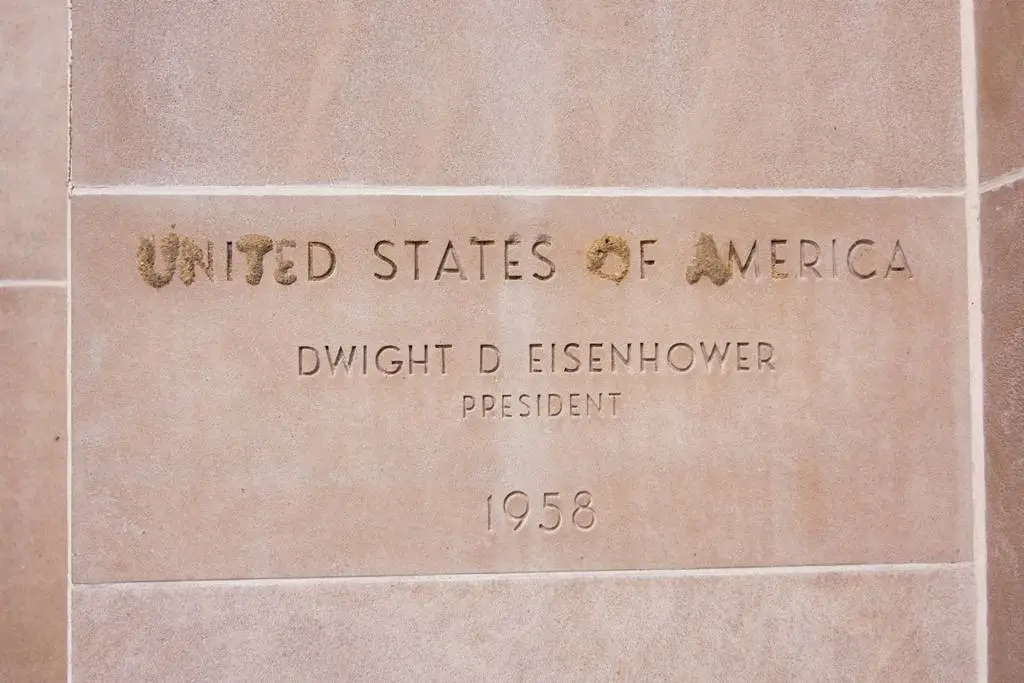 UNITED STATES OF AMERICA
DWIGHT D EISENHOWER
PRESIDENT
1958